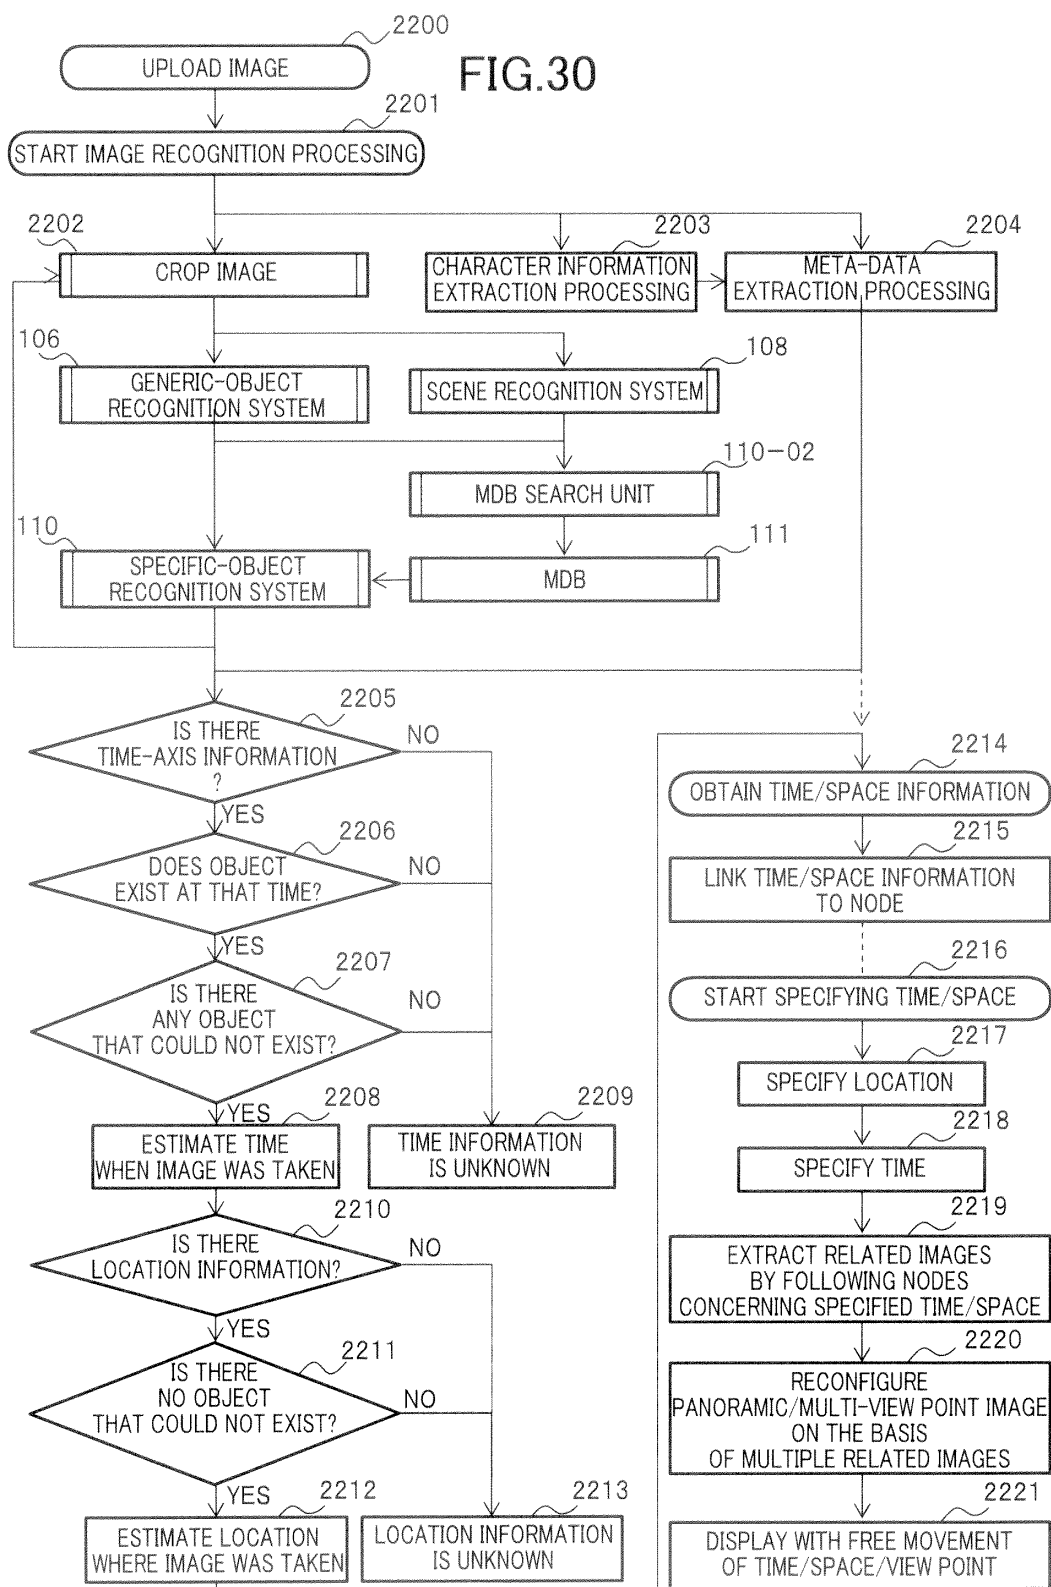 2200
UPLOAD IMAGE
FIG.30
2201
START IMAGE RECOGNITION PROCESSING
2202
CROP IMAGE
2203
CHARACTER INFORMATION
EXTRACTION PROCESSING
2204
META-DATA
EXTRACTION PROCESSING
106
GENERIC-OBJECT
RECOGNITION SYSTEM
108
SCENE RECOGNITION SYSTEM
110-02
MDB SEARCH UNIT
110
SPECIFIC-OBJECT
RECOGNITION SYSTEM
111
MDB
2205
IS THERE
TIME-AXIS INFORMATION
?
NO
YES
2206
DOES OBJECT
EXIST AT THAT TIME?
NO
YES
2207
IS THERE
ANY OBJECT
THAT COULD NOT EXIST?
NO
YES
2208
ESTIMATE TIME
WHEN IMAGE WAS TAKEN
2209
TIME INFORMATION
IS UNKNOWN
2210
IS THERE
LOCATION INFORMATION?
NO
YES
2211
IS THERE
NO OBJECT
THAT COULD NOT EXIST?
NO
YES
2212
ESTIMATE LOCATION
WHERE IMAGE WAS TAKEN
2213
LOCATION INFORMATION
IS UNKNOWN
2214
OBTAIN TIME/SPACE INFORMATION
2215
LINK TIME/SPACE INFORMATION
TO NODE
2216
START SPECIFYING TIME/SPACE
2217
SPECIFY LOCATION
2218
SPECIFY TIME
2219
EXTRACT RELATED IMAGES
BY FOLLOWING NODES
CONCERNING SPECIFIED TIME/SPACE
2220
RECONFIGURE
PANORAMIC/MULTI-VIEW POINT IMAGE
ON THE BASIS
OF MULTIPLE RELATED IMAGES
2221
DISPLAY WITH FREE MOVEMENT
OF TIME/SPACE/VIEW POINT